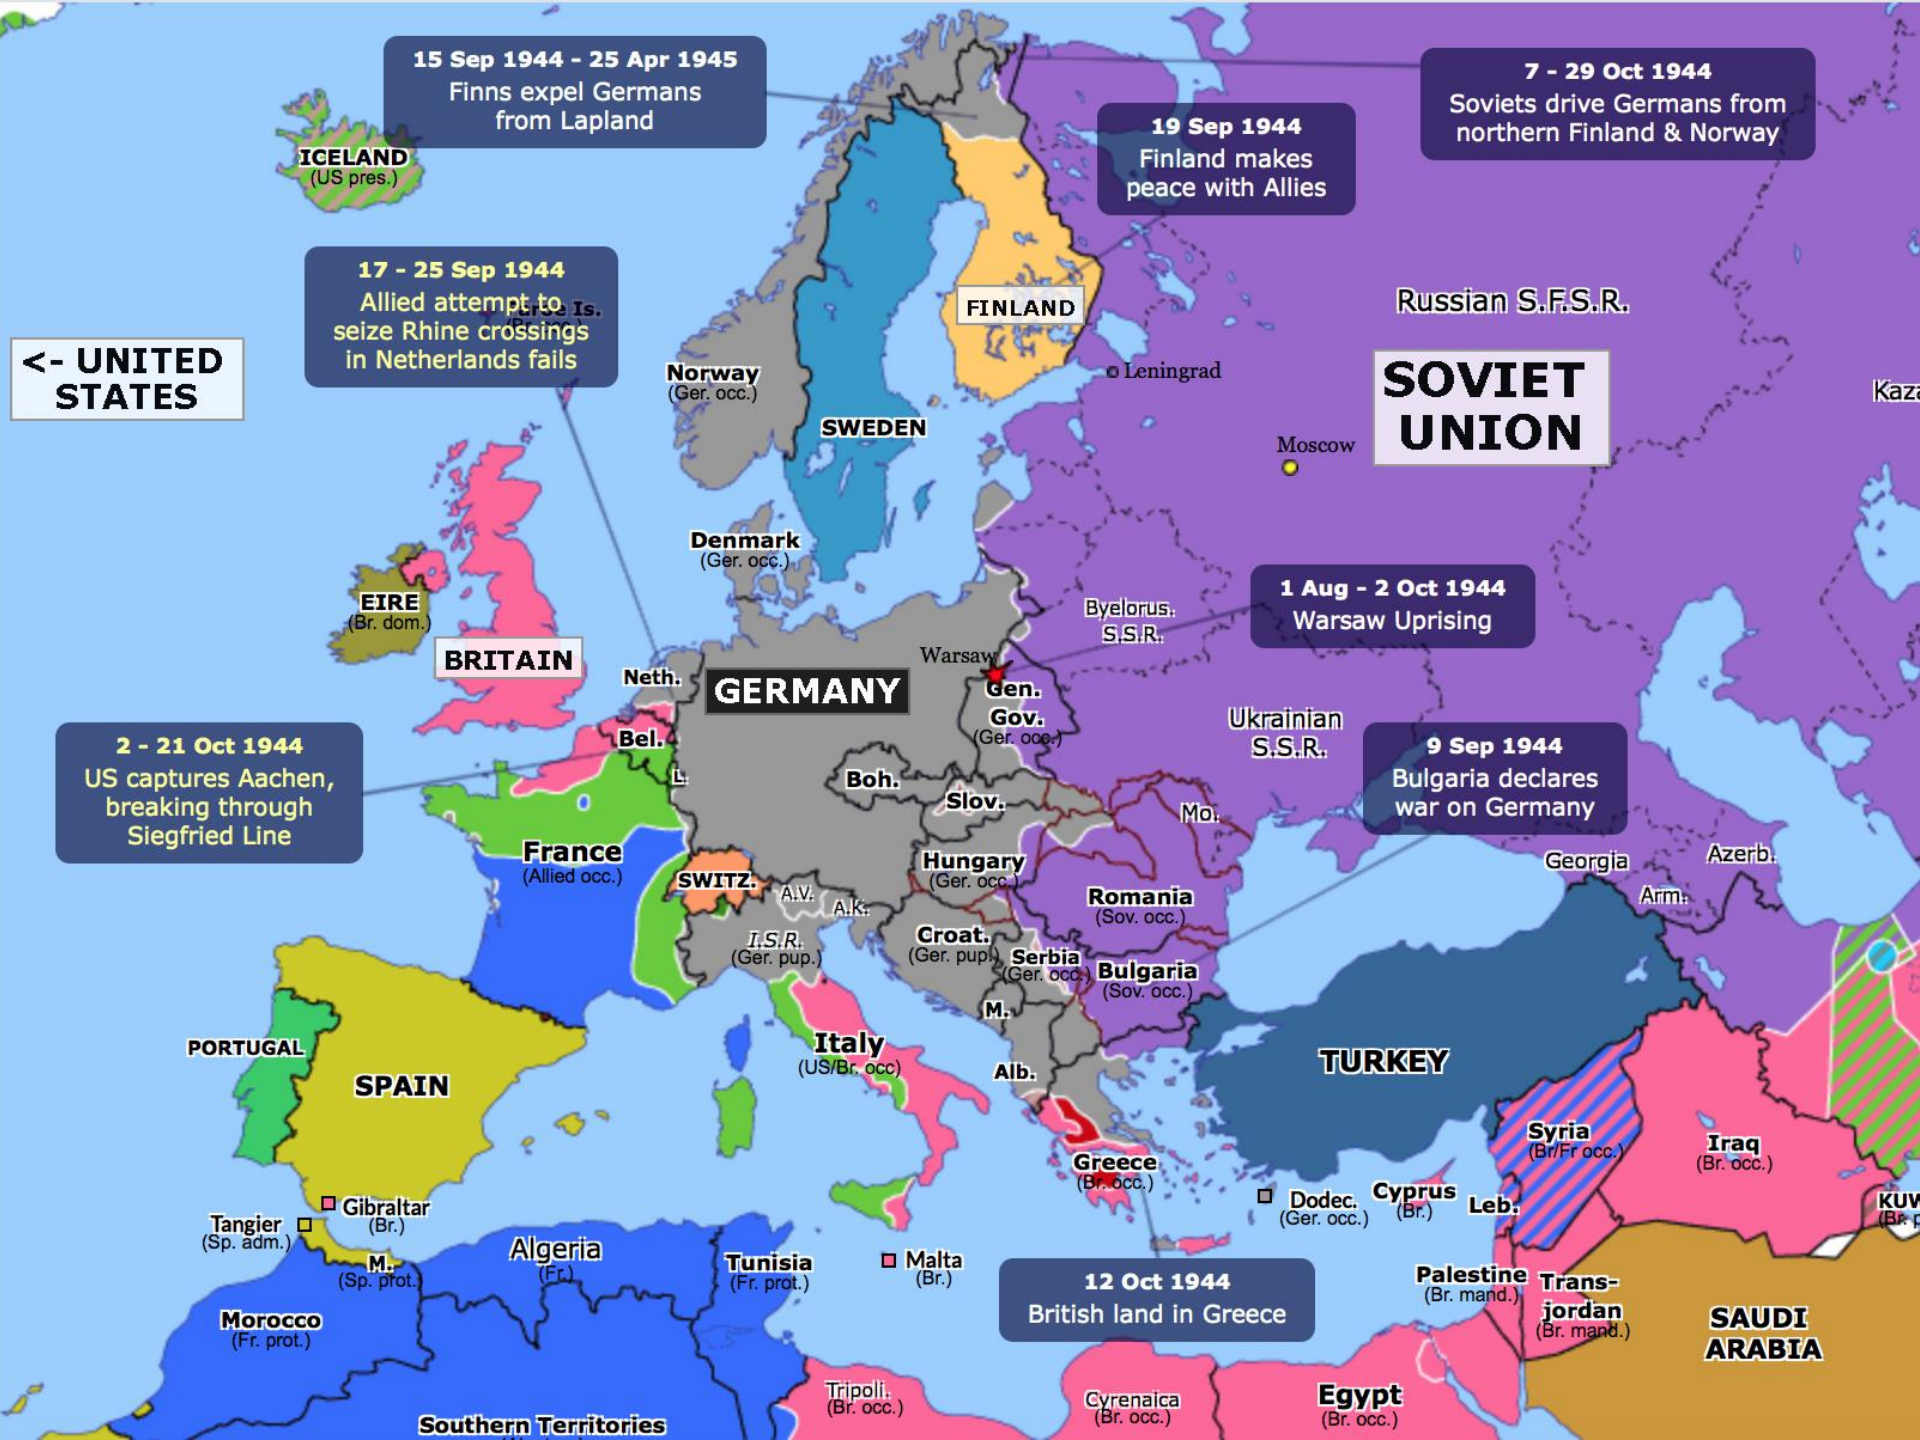 15 Sep 1944 - 25 Apr 1945
Finns expel Germans
from Lapland
7 - 29 Oct 1944
Soviets drive Germans from
northern Finland & Norway
19 Sep 1944
Finland makes
peace with Allies
ICELAND
(US pres.)
17 - 25 Sep 1944
Allied attempt to
seize Rhine crossings
in Netherlands fails
Faroe Is.
<- UNITED
STATES
FINLAND
Russian S.F.S.R.
SOVIET
UNION
Leningrad
Moscow
Norway
(Ger. occ.)
SWEDEN
Denmark
(Ger. occ.)
EIRE
(Br. dom.)
BRITAIN
1 Aug - 2 Oct 1944
Warsaw Uprising
Byelorus.
S.S.R.
Warsaw
Neth.
GERMANY
Gen.
Gov.
(Ger. occ.)
Ukrainian
S.S.R.
2 - 21 Oct 1944
US captures Aachen,
breaking through
Siegfried Line
Bel.
L.
9 Sep 1944
Bulgaria declares
war on Germany
Boh.
Slov.
Mo.
France
(Allied occ.)
SWITZ.
A.V.
A.K.
Hungary
(Ger. occ.)
Georgia
Azerb.
Arm.
Romania
(Sov. occ.)
I.S.R.
(Ger. pup.)
Croat.
(Ger. pup.)
Serbia
(Ger. occ.)
Bulgaria
(Sov. occ.)
M.
PORTUGAL
SPAIN
Italy
(US/Br. occ)
Alb.
TURKEY
Greece
(Br. occ.)
Syria
(Br/Fr occ.)
Iraq
(Br. occ.)
Gibraltar
(Br.)
Tangier
(Sp. adm.)
M.
(Sp. prot.)
Algeria
(Fr.)
Tunisia
(Fr. prot.)
Malta
(Br.)
Dodec.
(Ger. occ.)
Cyprus
(Br.)
Leb.
12 Oct 1944
British land in Greece
Palestine
(Br. mand.)
Trans-
jordan
(Br. mand.)
Morocco
(Fr. prot.)
SAUDI
ARABIA
Southern Territories
Tripoli.
(Br. occ.)
Cyrenaica
(Br. occ.)
Egypt
(Br. occ.)